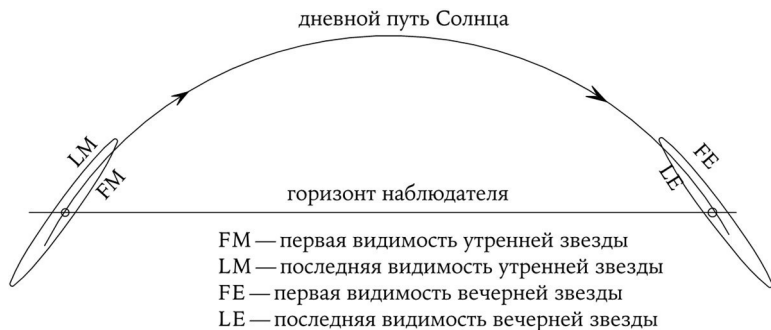 дневной путь Солнца
LM
FM
FE
LE
горизонт наблюдателя
FM — первая видимость утренней звезды
LM — последняя видимость утренней звезды
FE — первая видимость вечерней звезды
LE — последняя видимость вечерней звезды